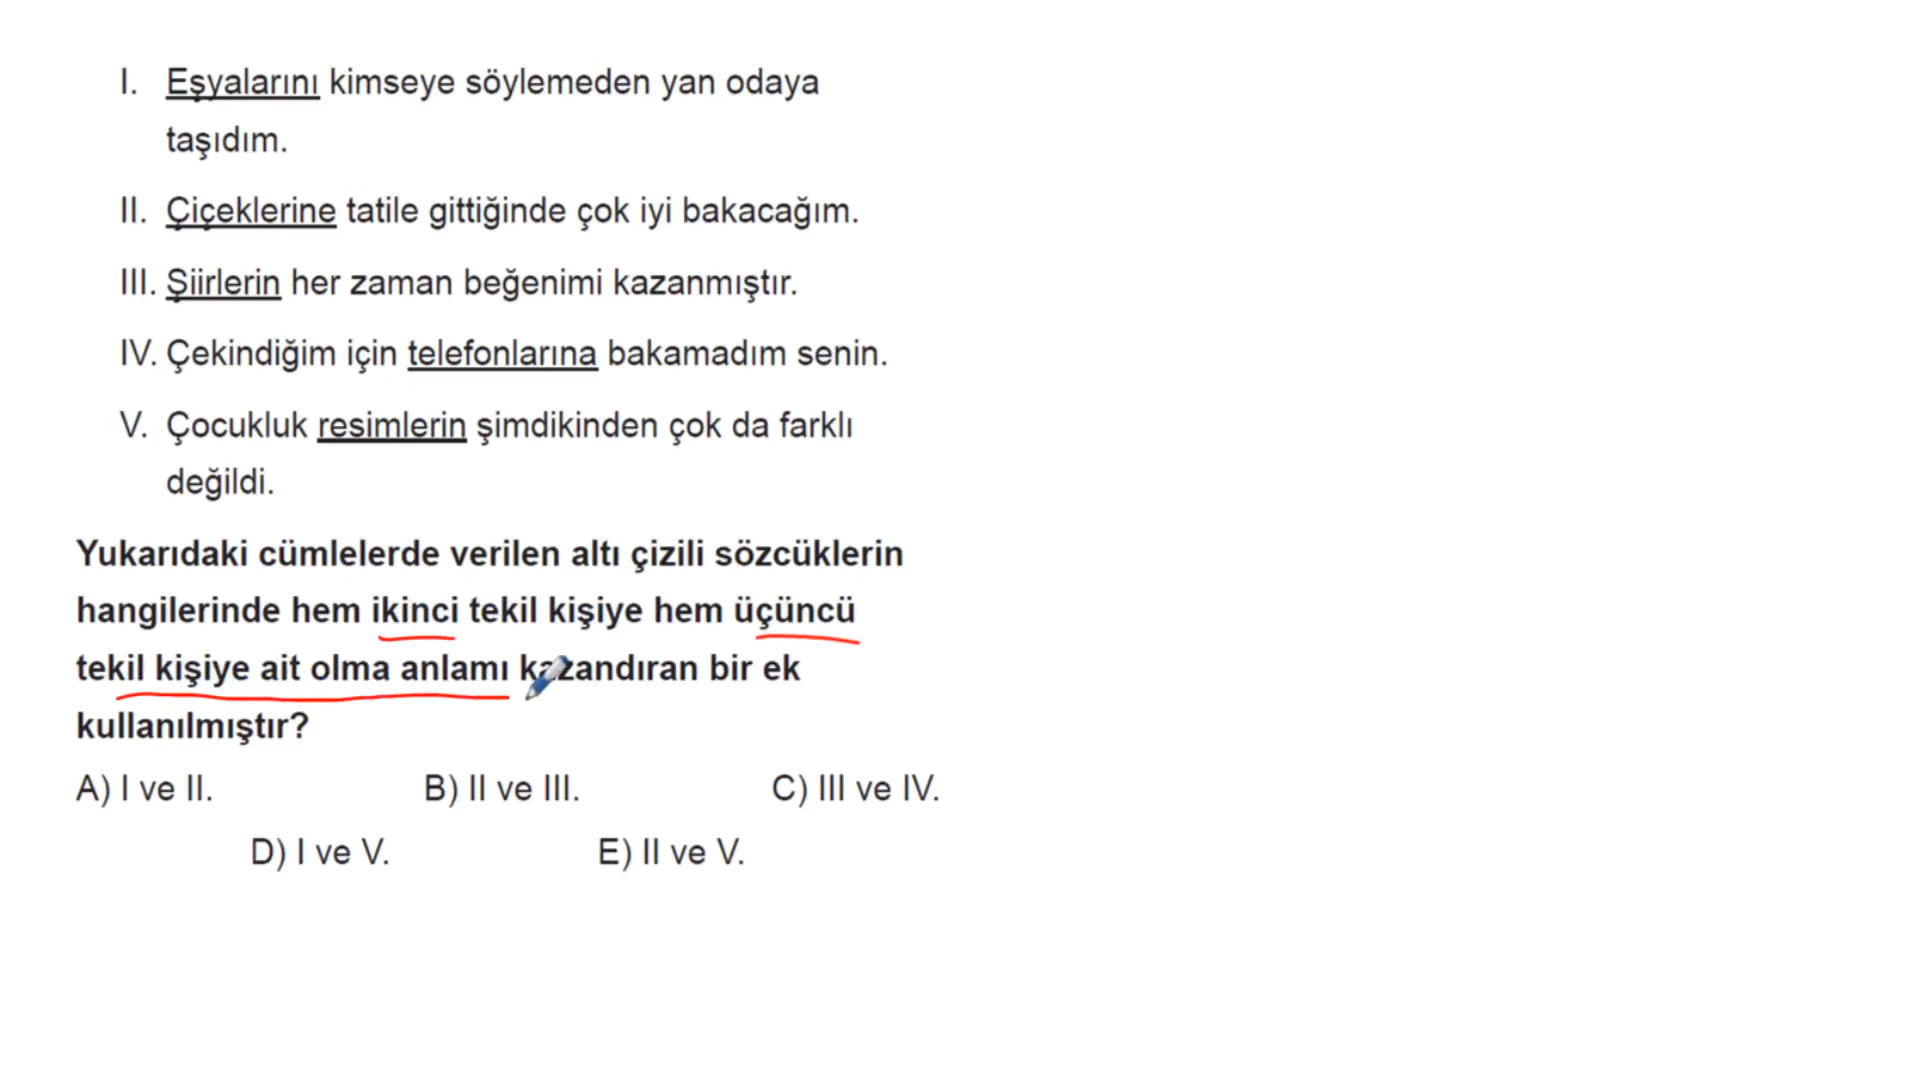 I. Eşyalarını kimseye söylemeden yan odaya
taşıdım.
II. Çiçeklerine tatile gittiğinde çok iyi bakacağım.
III. Şiirlerin her zaman beğenimi kazanmıştır.
IV. Çekindiğim için telefonlarına bakamadım senin.
V. Çocukluk resimlerin şimdikinden çok da farklı
değildi.
Yukarıdaki cümlelerde verilen altı çizili sözcüklerin
hangilerinde hem ikinci tekil kişiye hem üçüncü
tekil kişiye ait olma anlamı kazandıran bir ek
kullanılmıştır?
A) I ve II. B) II ve III. C) III ve IV.
D) I ve V. E) II ve V.